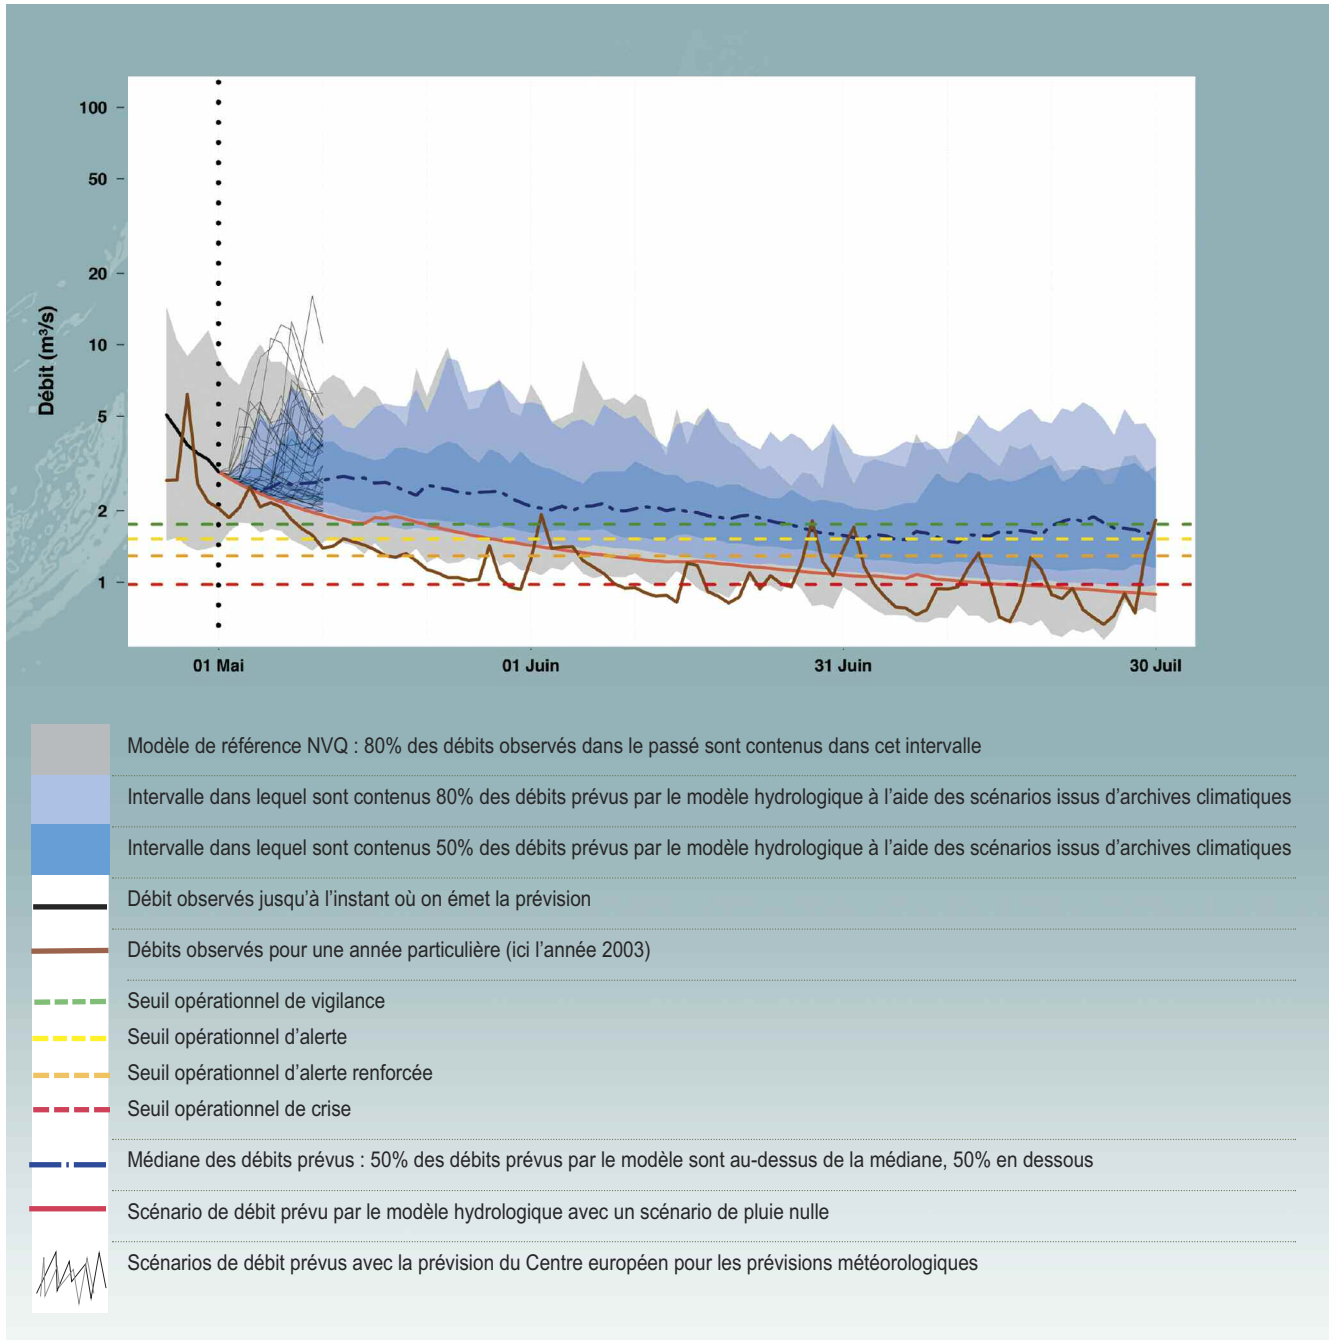 100
50
20
10
5
2
1
Débit (m³/s)
01 Mai
01 Juin
31 Juin
30 Juil
Modèle de référence NVQ : 80% des débits observés dans le passé sont contenus dans cet intervalle
Intervalle dans lequel sont contenus 80% des débits prévus par le modèle hydrologique à l’aide des scénarios issus d’archives climatiques
Intervalle dans lequel sont contenus 50% des débits prévus par le modèle hydrologique à l’aide des scénarios issus d’archives climatiques
Débit observés jusqu’à l’instant où on émet la prévision
Débits observés pour une année particulière (ici l’année 2003)
Seuil opérationnel de vigilance
Seuil opérationnel d’alerte
Seuil opérationnel d’alerte renforcée
Seuil opérationnel de crise
Médiane des débits prévus : 50% des débits prévus par le modèle sont au-dessus de la médiane, 50% en dessous
Scénario de débit prévu par le modèle hydrologique avec un scénario de pluie nulle
Scénarios de débit prévus avec la prévision du Centre européen pour les prévisions météorologiques